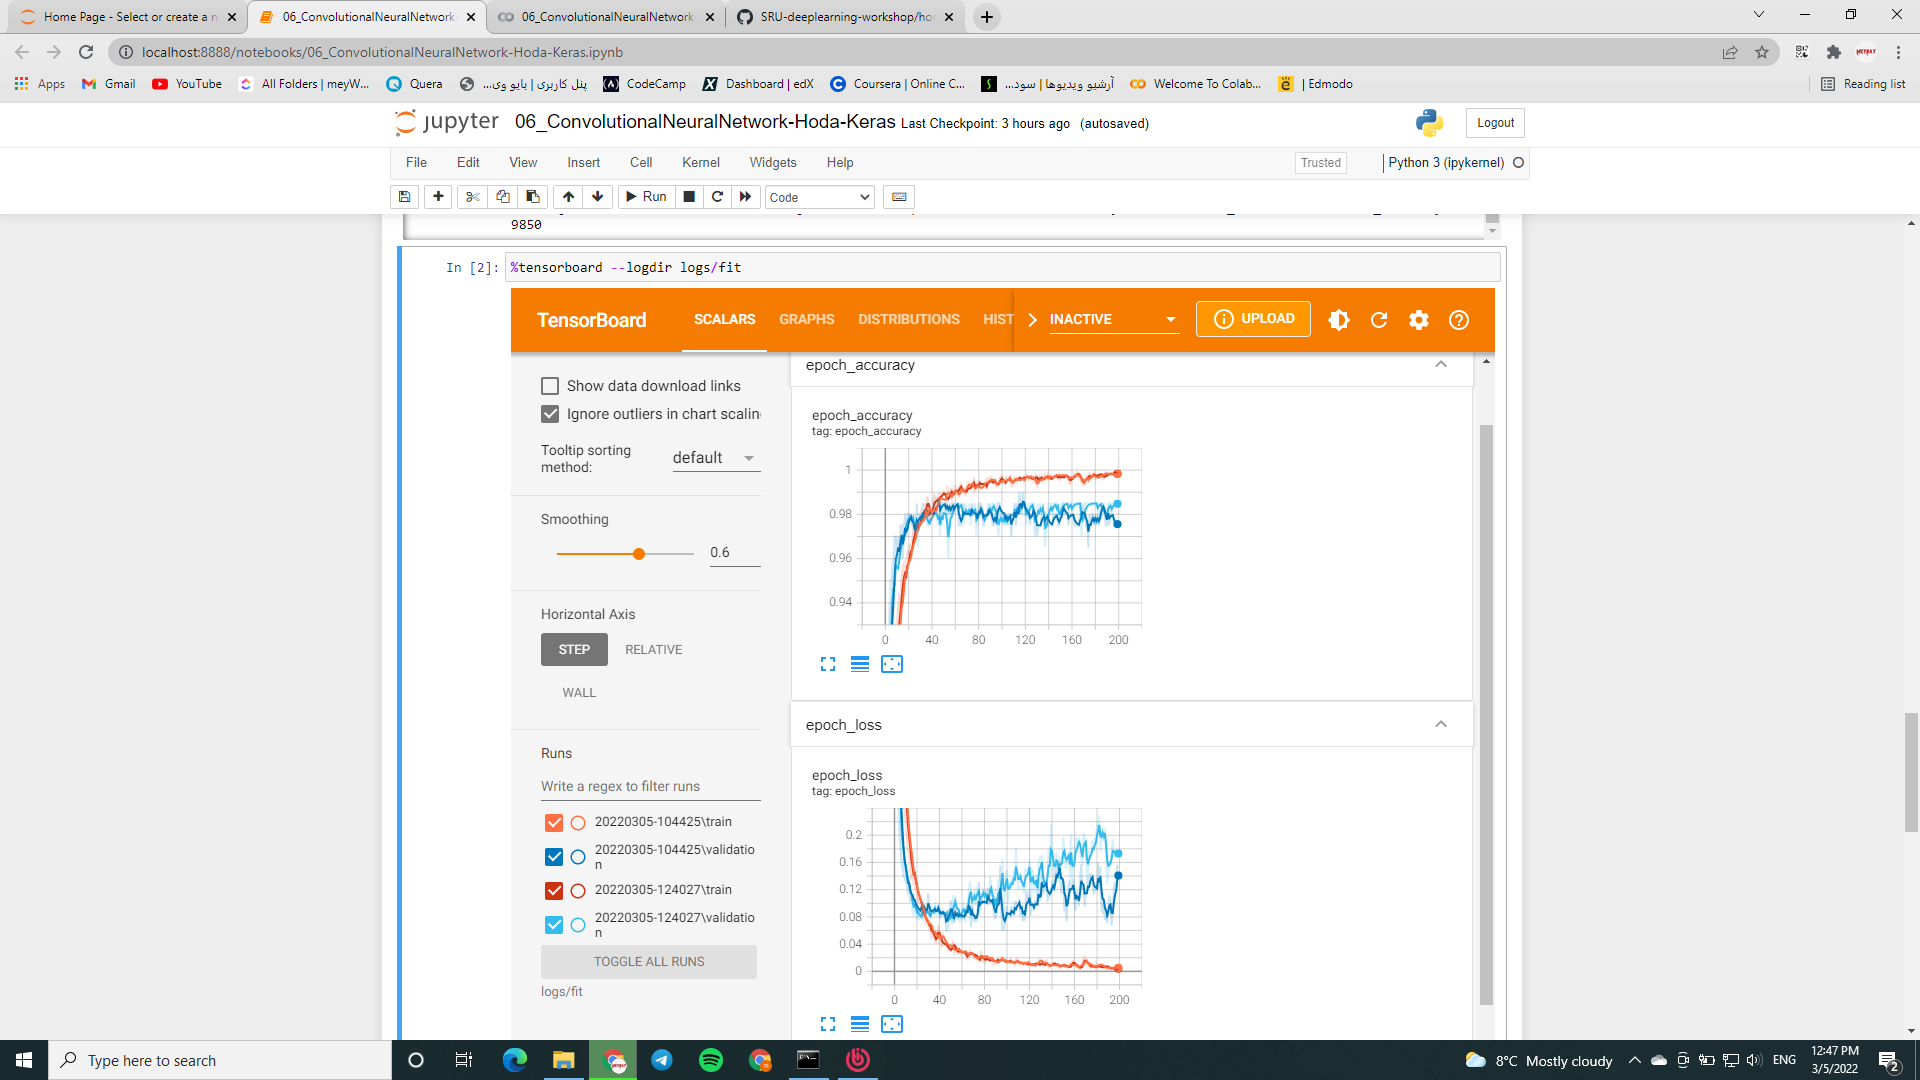 Home Page - Select or create a n
06_ConvolutionalNeuralNetwork-
06_ConvolutionalNeuralNetwork-
SRU-deeplearning-workshop/ho
localhost:8888/notebooks/06_ConvolutionalNeuralNetwork-Hoda-Keras.ipynb
Apps
Gmail
YouTube
All Folders | meyW...
Quera
پنل کاربری | بایو وی...
CodeCamp
Dashboard | edX
Coursera | Online C...
آرشیو ویدیوها | سود...
Welcome To Colab...
| Edmodo
Reading list
jupyter
06_ConvolutionalNeuralNetwork-Hoda-Keras Last Checkpoint: 3 hours ago (autosaved)
Logout
File Edit View Insert Cell Kernel Widgets Help
Trusted
Python 3 (ipykernel)
Run
Code
9850
In [2]: %tensorboard --logdir logs/fit
TensorBoard
SCALARS GRAPHS DISTRIBUTIONS HIST
INACTIVE
UPLOAD
Show data download links
Ignore outliers in chart scalin
Tooltip sorting
method:
default
Smoothing
0.6
Horizontal Axis
STEP RELATIVE
WALL
Runs
Write a regex to filter runs
20220305-104425\train
20220305-104425\validatio
n
20220305-124027\train
20220305-124027\validatio
n
TOGGLE ALL RUNS
logs/fit
epoch_accuracy
epoch_accuracy
tag: epoch_accuracy
1
0.98
0.96
0.94
0 40 80 120 160 200
epoch_loss
epoch_loss
tag: epoch_loss
0.2
0.16
0.12
0.08
0.04
0
0 40 80 120 160 200
Type here to search
8°C Mostly cloudy
ENG
12:47 PM
3/5/2022
2